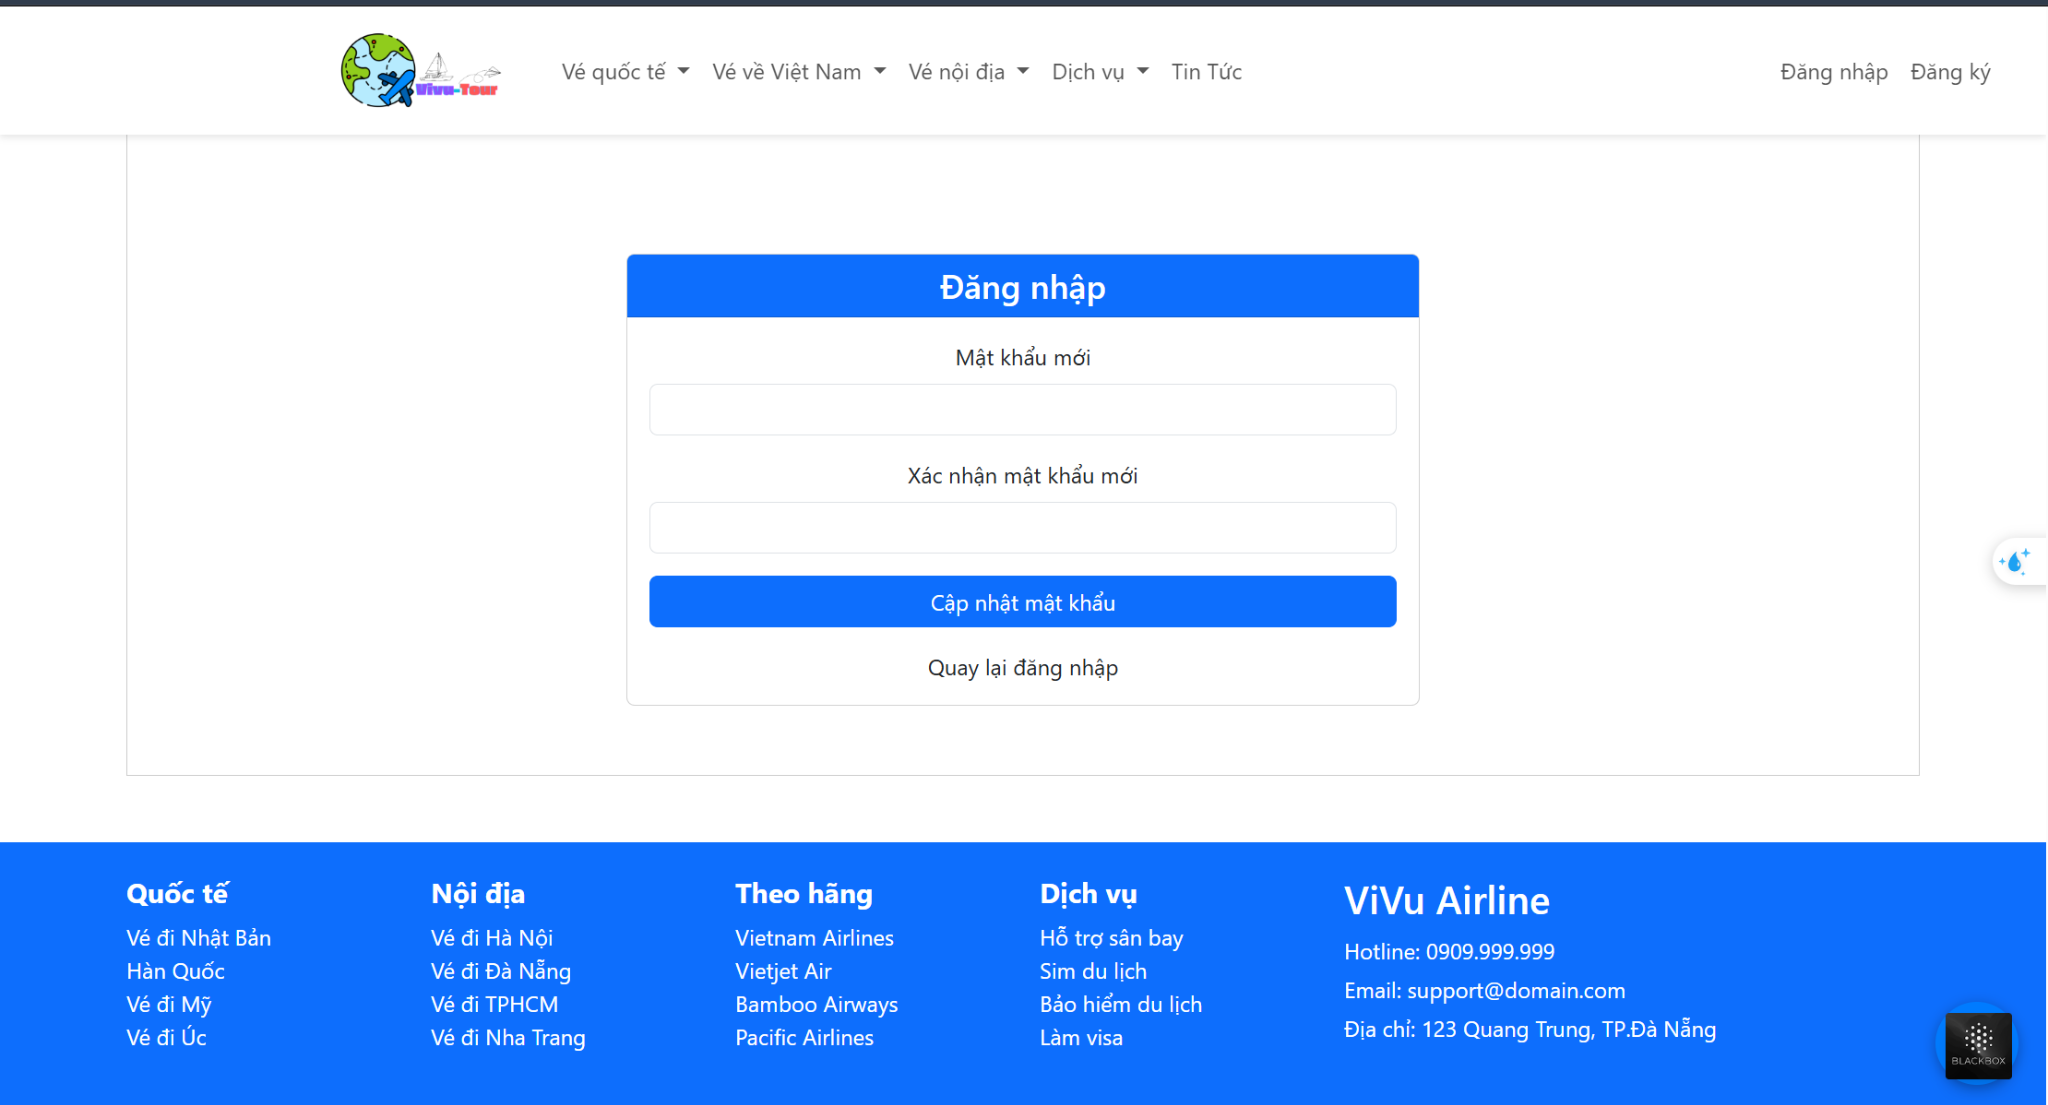 Vivu-Tour
Vé quốc tế
Vé về Việt Nam
Vé nội địa
Dịch vụ
Tin Tức
Đăng nhập
Đăng ký
Đăng nhập
Mật khẩu mới
Xác nhận mật khẩu mới
Cập nhật mật khẩu
Quay lại đăng nhập
Quốc tế
Vé đi Nhật Bản
Hàn Quốc
Vé đi Mỹ
Vé đi Úc
Nội địa
Vé đi Hà Nội
Vé đi Đà Nẵng
Vé đi TPHCM
Vé đi Nha Trang
Theo hãng
Vietnam Airlines
Vietjet Air
Bamboo Airways
Pacific Airlines
Dịch vụ
Hỗ trợ sân bay
Sim du lịch
Bảo hiểm du lịch
Làm visa
ViVu Airline
Hotline: 0909.999.999
Email: support@domain.com
Địa chỉ: 123 Quang Trung, TP.Đà Nẵng
BLACKBOX